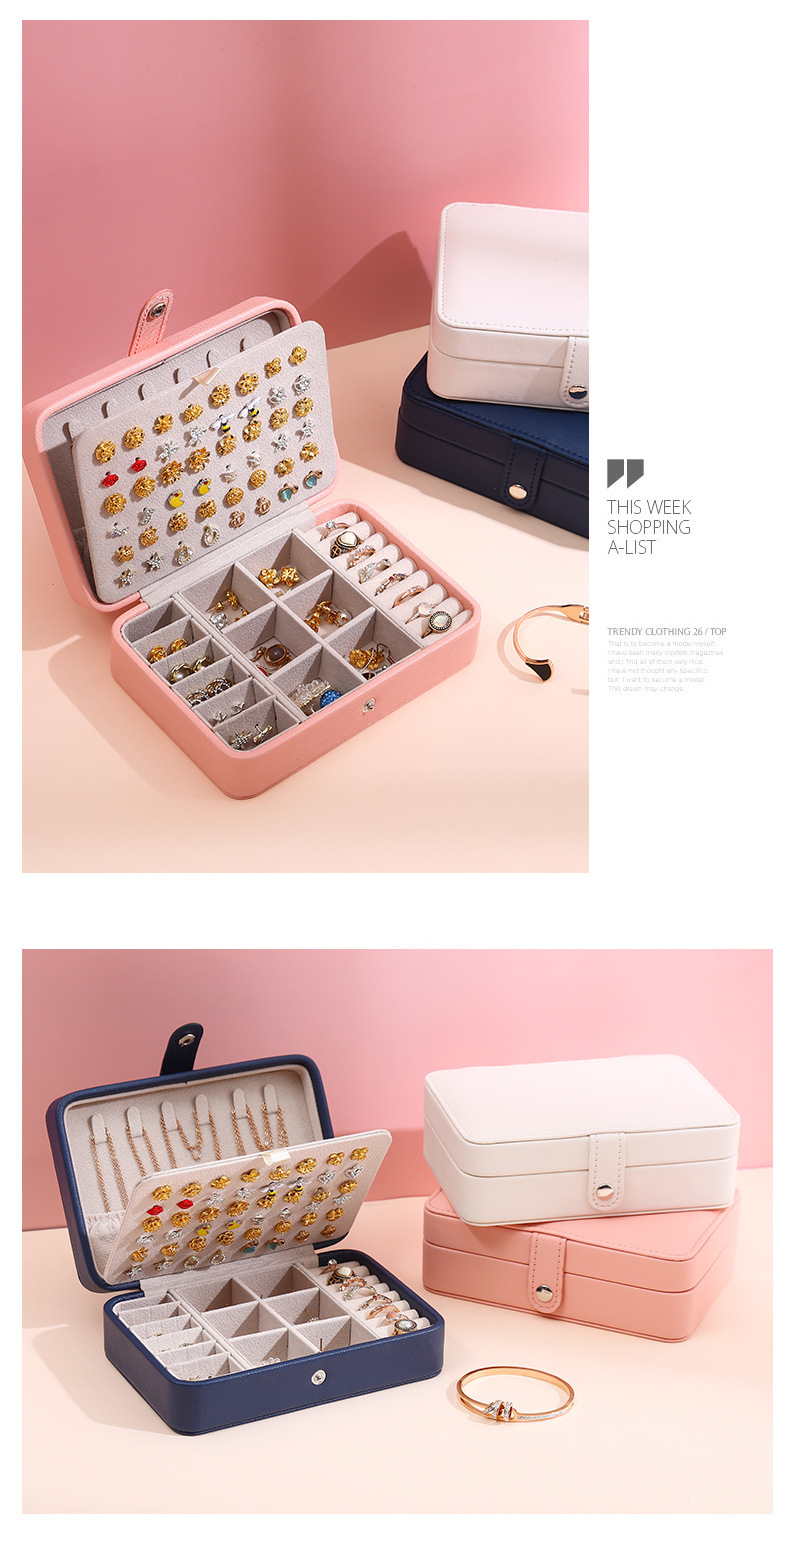 THIS WEEK
SHOPPING
A-LIST
TRENDY CLOTHING 26 / TOP
That is to become a model myself.
I have seen many models magazines
and I find all of them very nice..
I have not thought any specifics
but I want to become a model.
This dream may change